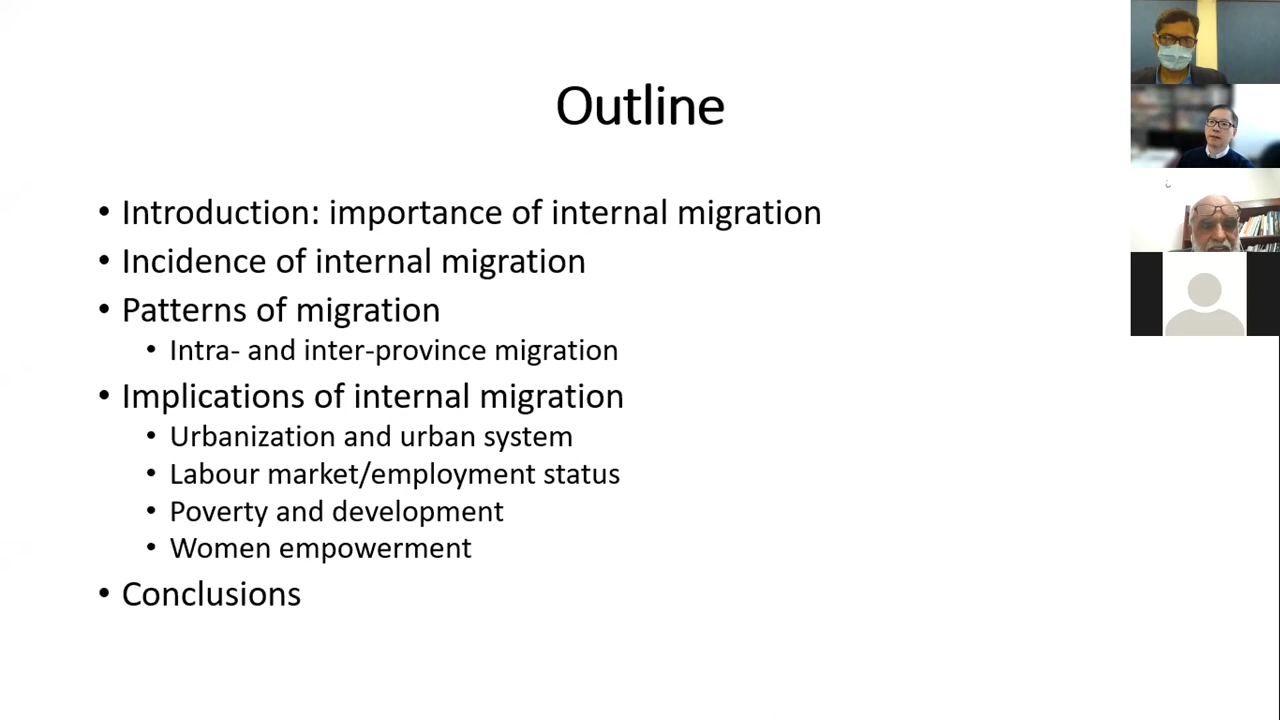 Outline
• Introduction: importance of internal migration
• Incidence of internal migration
• Patterns of migration
• Intra- and inter-province migration
• Implications of internal migration
• Urbanization and urban system
• Labour market/employment status
• Poverty and development
• Women empowerment
• Conclusions